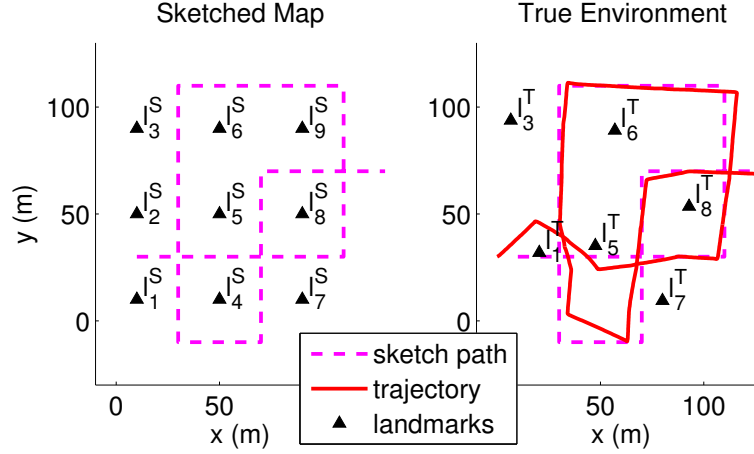 Sketched Map
True Environment
y (m)
100
50
0
l₃ˢ
l₆ˢ
l₉ˢ
l₂ˢ
l₅ˢ
l₈ˢ
l₁ˢ
l₄ˢ
l₇ˢ
0
50
x (m)
100
50
0
l₃ᵀ
l₆ᵀ
l₈ᵀ
l₁ᵀ
l₅ᵀ
l₇ᵀ
50
100
x (m)
sketch path
trajectory
landmarks